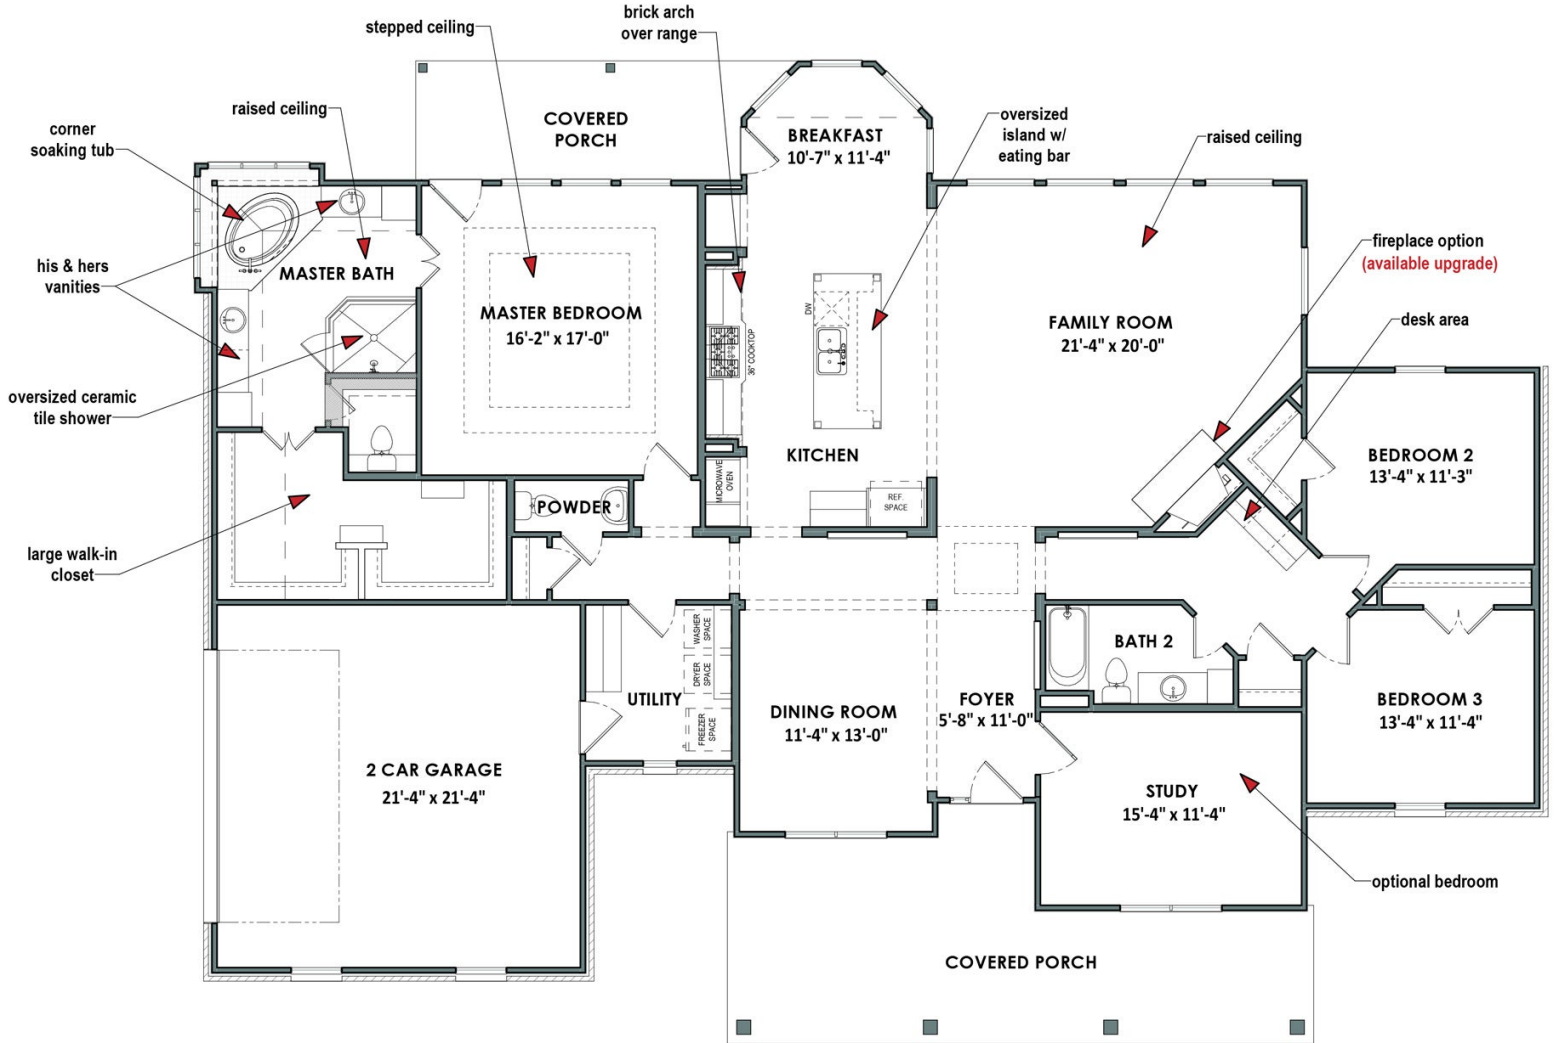 brick arch
over range
stepped ceiling
raised ceiling
corner
soaking tub
COVERED
PORCH
BREAKFAST
10'-7" x 11'-4"
oversized
island w/
eating bar
raised ceiling
his & hers
vanities
MASTER BATH
MASTER BEDROOM
16'-2" x 17'-0"
36" COOKTOP
DW
FAMILY ROOM
21'-4" x 20'-0"
fireplace option
(available upgrade)
desk area
oversized ceramic
tile shower
KITCHEN
MICROWAVE
OVEN
REF.
SPACE
BEDROOM 2
13'-4" x 11'-3"
large walk-in
closet
POWDER
WASHER
SPACE
DRYER
SPACE
FREEZER
SPACE
UTILITY
DINING ROOM
11'-4" x 13'-0"
FOYER
5'-8" x 11'-0"
BATH 2
BEDROOM 3
13'-4" x 11'-4"
2 CAR GARAGE
21'-4" x 21'-4"
STUDY
15'-4" x 11'-4"
optional bedroom
COVERED PORCH